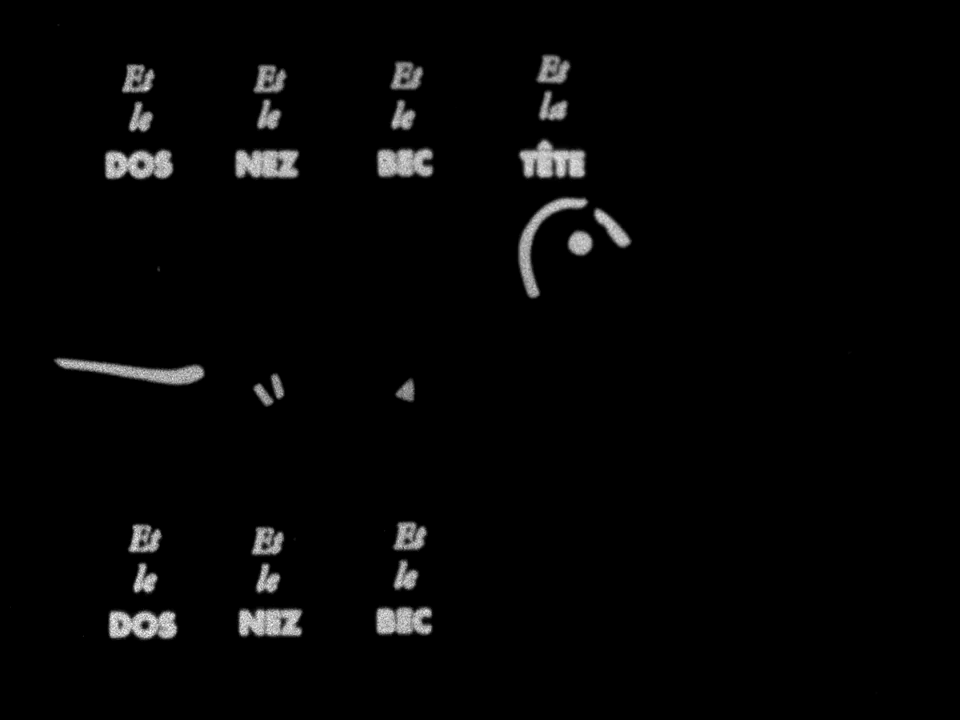 Et Et Et Et
le le le la
DOS NEZ BEC TÊTE
Et Et Et
le le le
DOS NEZ BEC